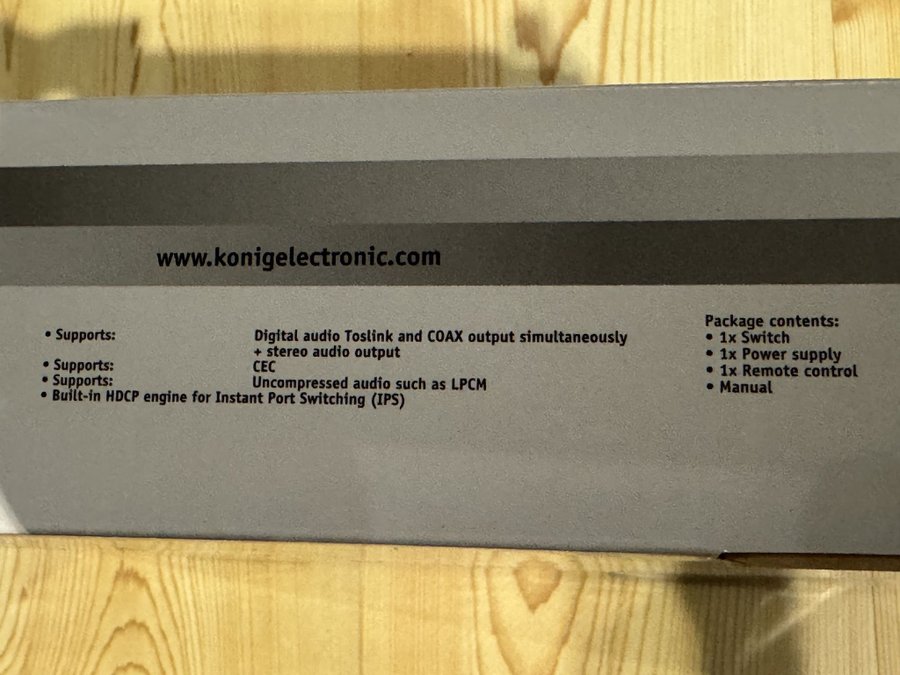 www.konigelectronic.com
• Supports: Digital audio Toslink and COAX output simultaneously
+ stereo audio output
• Supports: CEC
• Supports: Uncompressed audio such as LPCM
• Built-in HDCP engine for Instant Port Switching (IPS)
Package contents:
• 1x Switch
• 1x Power supply
• 1x Remote control
• Manual